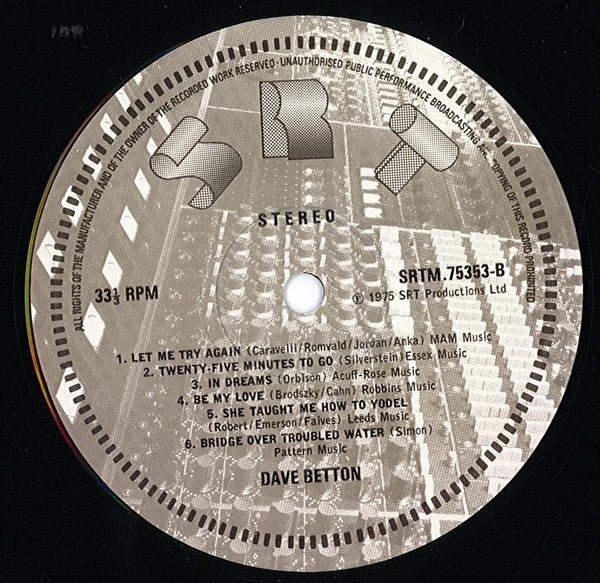 ALL RIGHTS OF THE MANUFACTURER AND OF THE OWNER OF THE RECORDED WORK RESERVED · UNAUTHORISED PUBLIC PERFORMANCE BROADCASTING AND COPYING OF THIS RECORD PROHIBITED
SRT
STEREO
33⅓ RPM
SRTM.75353-B
℗ 1975 SRT Productions Ltd
1. LET ME TRY AGAIN (Caravelli/Romvald/Jordan/Anka) MAM Music
2. TWENTY-FIVE MINUTES TO GO (Silverstein) Essex Music
3. IN DREAMS (Orbison) Acuff-Rose Music
4. BE MY LOVE (Brodszky/Cahn) Robbins Music
5. SHE TAUGHT ME HOW TO YODEL
(Robert/Emerson/Faives) Leeds Music
6. BRIDGE OVER TROUBLED WATER (Simon)
Pattern Music
DAVE BETTON